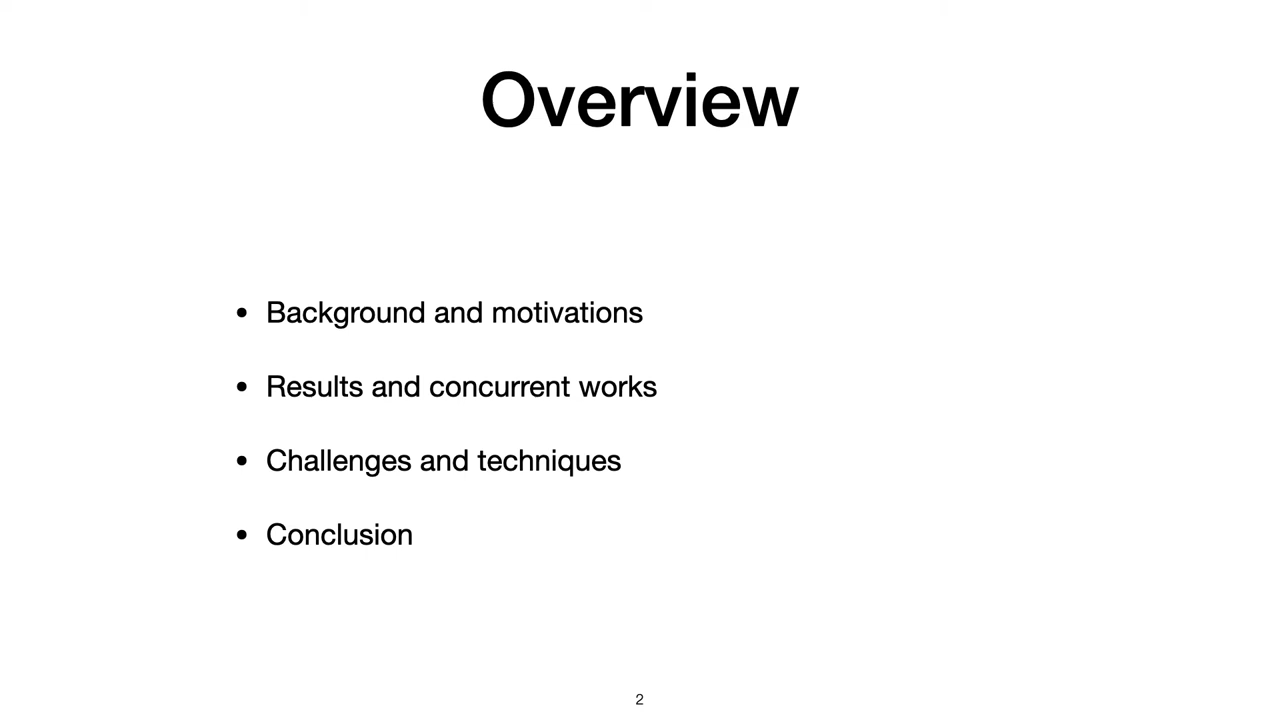 Overview
• Background and motivations
• Results and concurrent works
• Challenges and techniques
• Conclusion
2